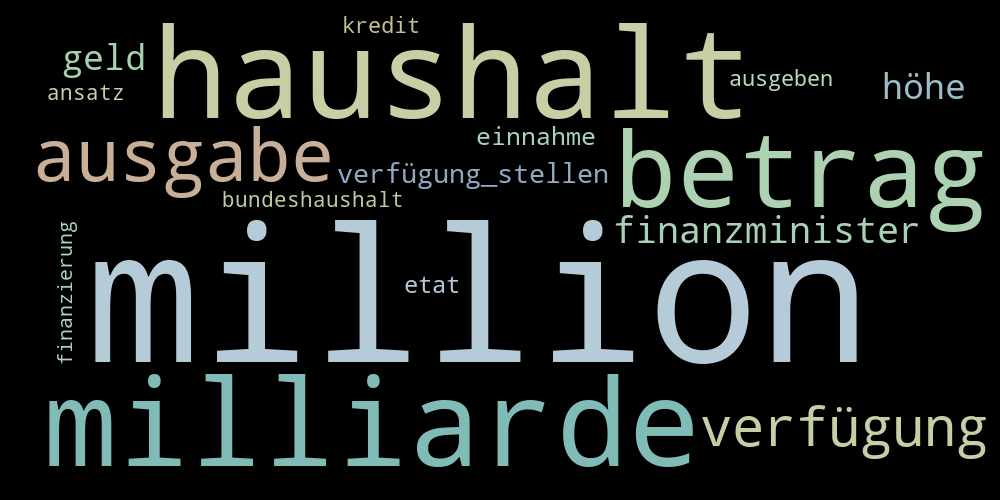 kredit
haushalt
geld
ausgeben
höhe
ansatz
ausgabe
einnahme
betrag
verfügung_stellen
bundeshaushalt
finanzminister
million
finanzierung
etat
milliarde
verfügung